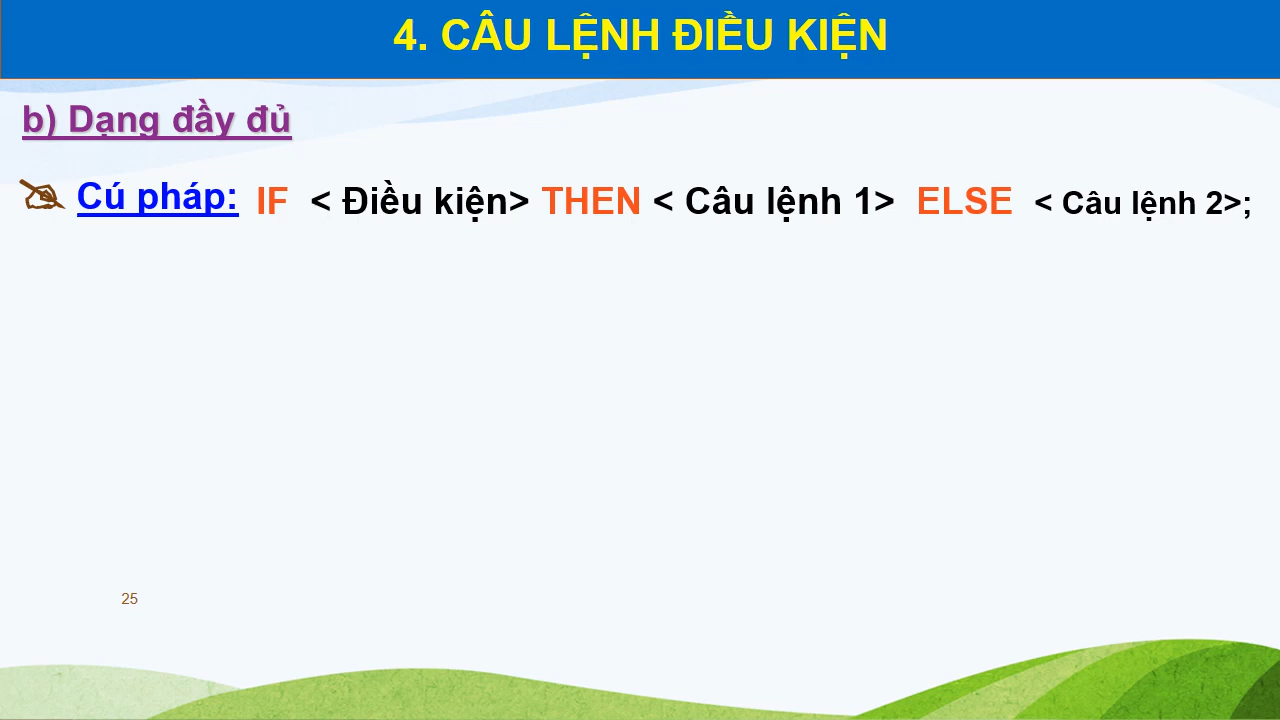 4. CÂU LỆNH ĐIỀU KIỆN
b) Dạng đầy đủ
Cú pháp: IF < Điều kiện> THEN < Câu lệnh 1> ELSE < Câu lệnh 2>;
25